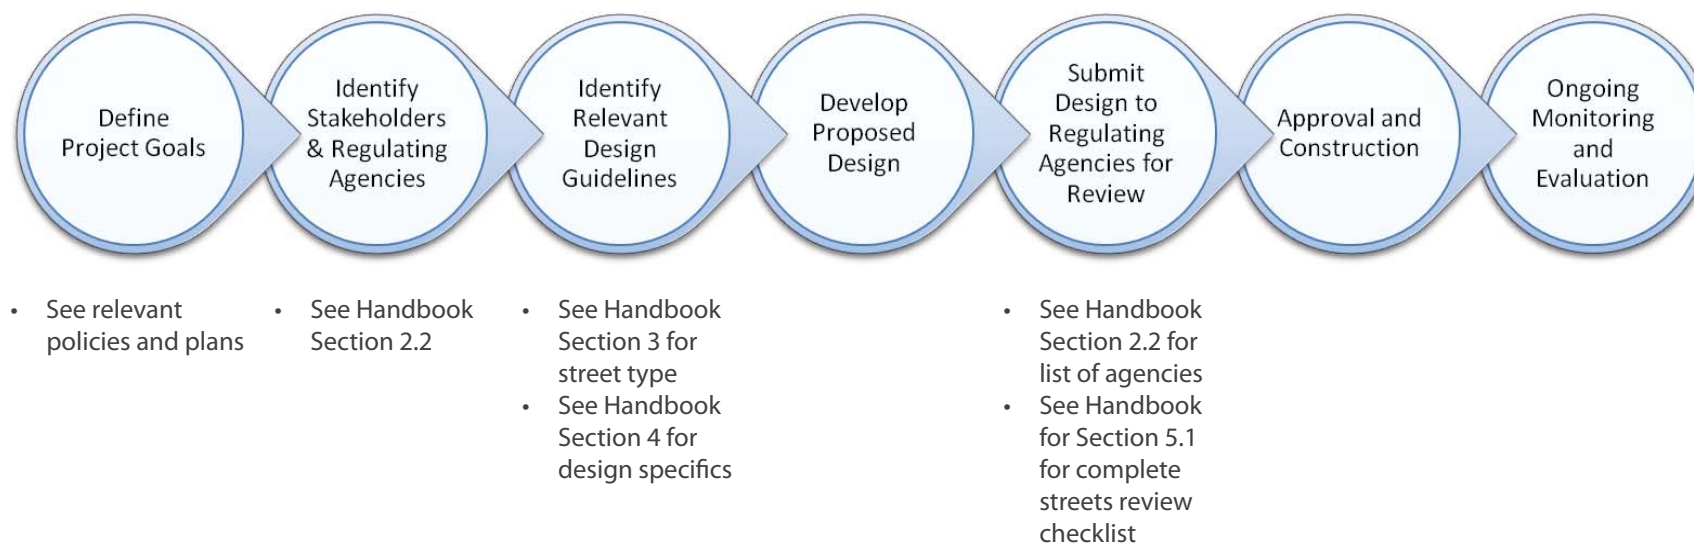 Define
Project Goals
Identify
Stakeholders
& Regulating
Agencies
Identify
Relevant
Design
Guidelines
Develop
Proposed
Design
Submit
Design to
Regulating
Agencies for
Review
Approval and
Construction
Ongoing
Monitoring
and
Evaluation
• See relevant
policies and plans
• See Handbook
Section 2.2
• See Handbook
Section 3 for
street type
• See Handbook
Section 4 for
design specifics
• See Handbook
Section 2.2 for
list of agencies
• See Handbook
for Section 5.1
for complete
streets review
checklist